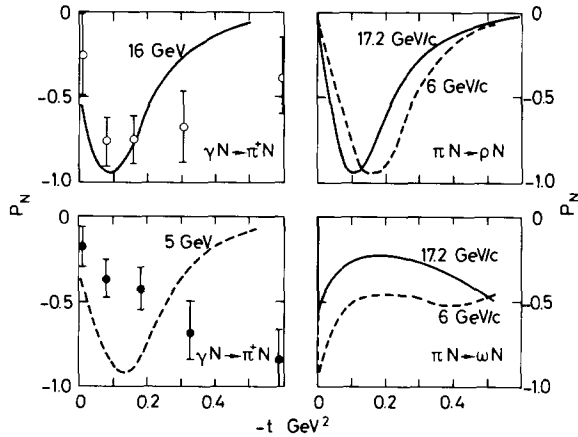 0
-0.5
-1.0
P_N
16 GeV
γN→π⁺N
17.2 GeV/c
6 GeV/c
πN→ρN
0
-0.5
-1.0
P_N
0
-0.5
-1.0
P_N
5 GeV
γN→π⁺N
0 0.2 0.4
17.2 GeV/c
6 GeV/c
πN→ωN
0 0.2 0.4
0
-0.5
-1.0
P_N
-t GeV²